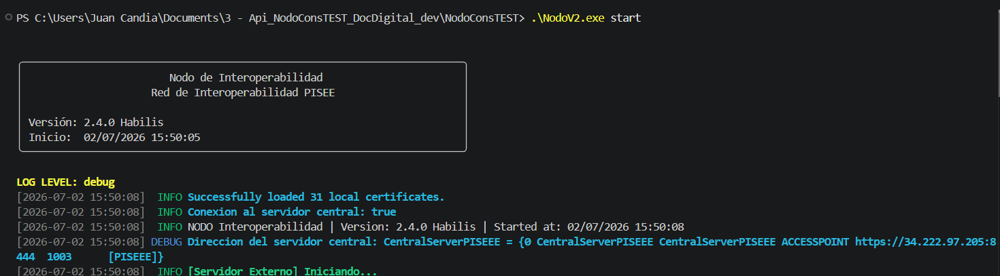 PS C:\Users\Juan Candia\Documents\3 - Api_NodoConsTEST_DocDigital_dev\NodoConsTEST> .\NodoV2.exe start
Nodo de Interoperabilidad
Red de Interoperabilidad PISEE
Versión: 2.4.0 Habilis
Inicio:  02/07/2026 15:50:05
LOG LEVEL: debug
[2026-07-02 15:50:08]  INFO Successfully loaded 31 local certificates.
[2026-07-02 15:50:08]  INFO Conexion al servidor central: true
[2026-07-02 15:50:08]  INFO NODO Interoperabilidad | Version: 2.4.0 Habilis | Started at: 02/07/2026 15:50:08
[2026-07-02 15:50:08] DEBUG Direccion del servidor central: CentralServerPISEEE = {0 CentralServerPISEEE CentralServerPISEEE ACCESSPOINT https://34.222.97.205:8
444  1003      [PISEEE]}
[2026-07-02 15:50:08]  INFO [Servidor Externo] Iniciando...